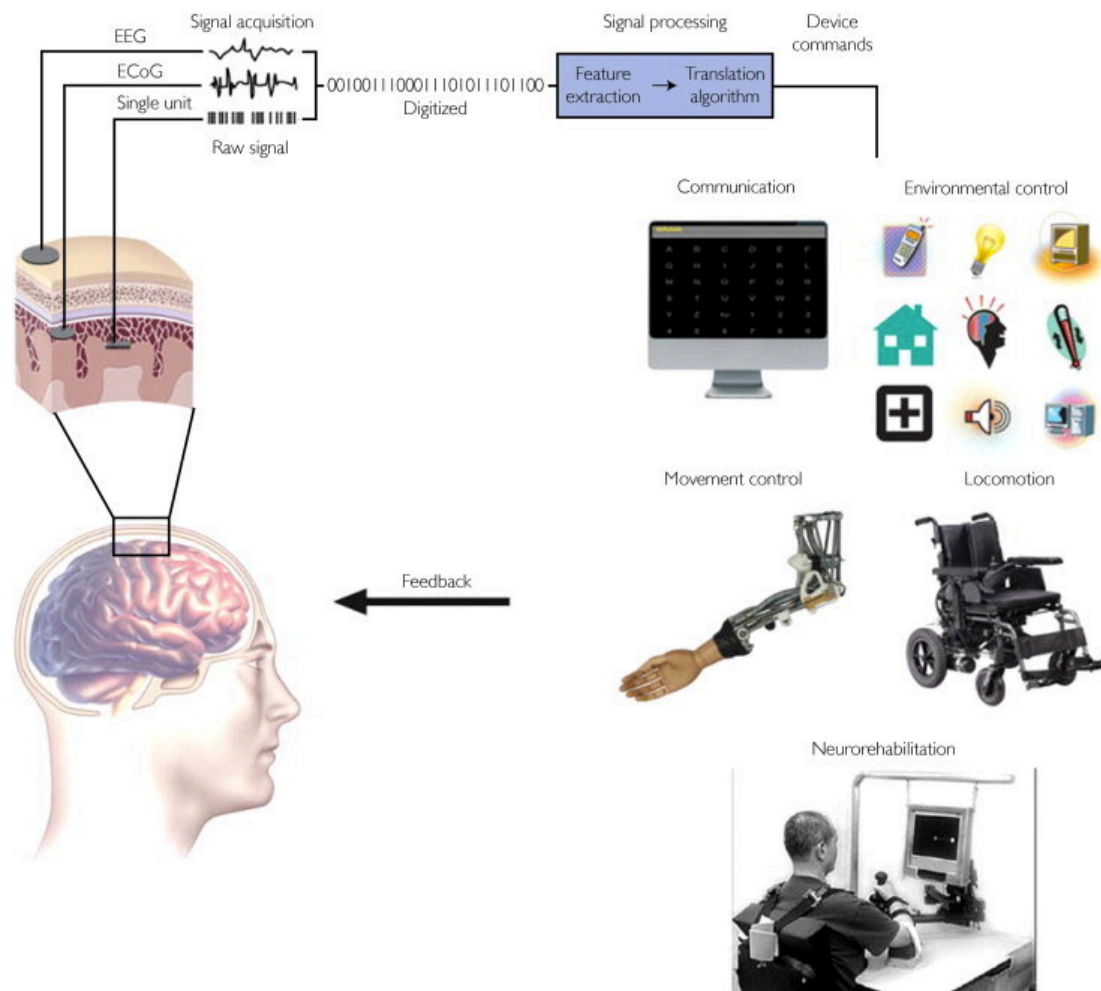 Signal acquisition
Signal processing
Device
commands
EEG
ECoG
Single unit
Raw signal
Digitized
Feature
extraction
Translation
algorithm
Communication
Environmental control
A B C D E F
G H I J K L
M N O P Q R
S T U V W X
Movement control
Locomotion
Feedback
Neurorehabilitation